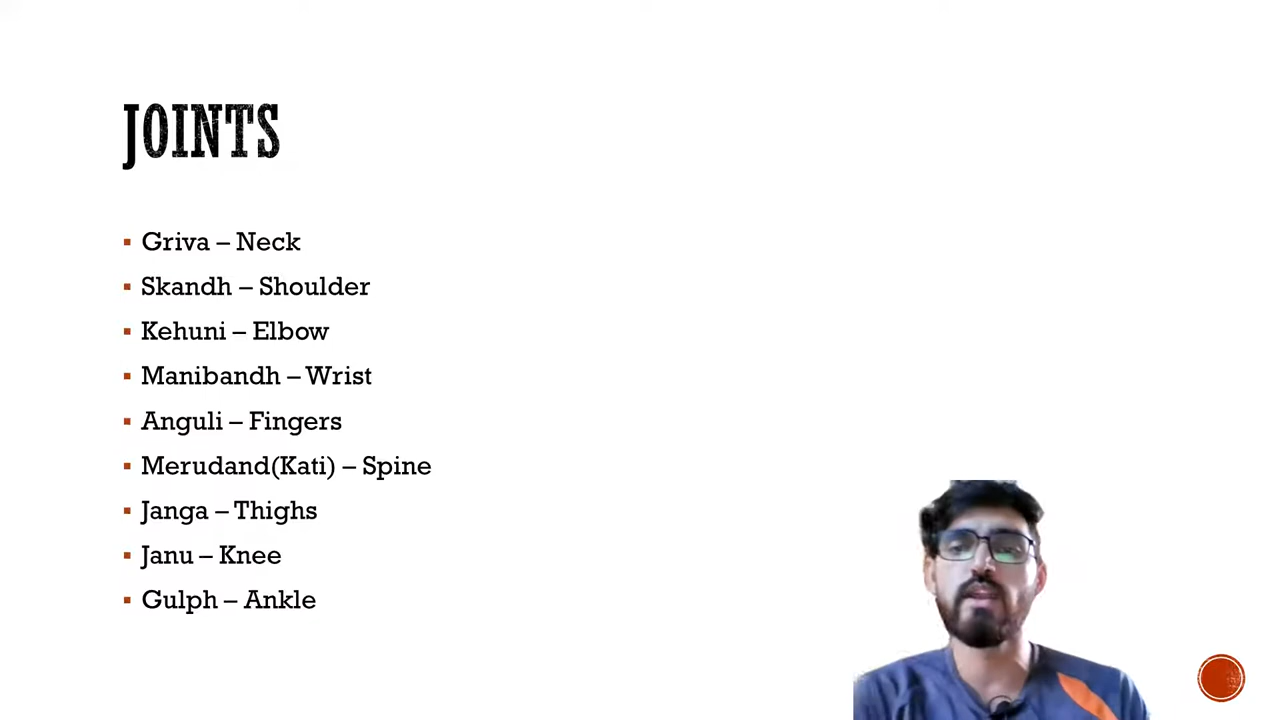 JOINTS
Griva – Neck
Skandh – Shoulder
Kehuni – Elbow
Manibandh – Wrist
Anguli – Fingers
Merudand(Kati) – Spine
Janga – Thighs
Janu – Knee
Gulph – Ankle